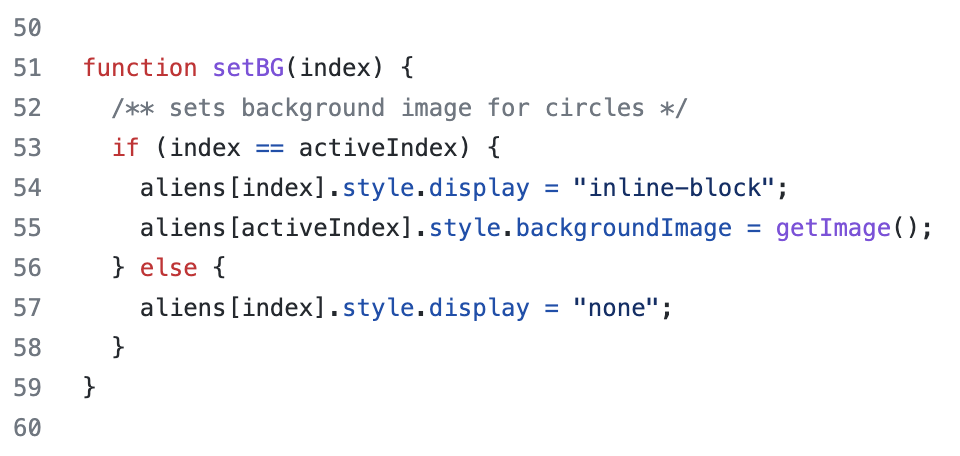 50
51 function setBG(index) {
52 /** sets background image for circles */
53 if (index == activeIndex) {
54 aliens[index].style.display = "inline-block";
55 aliens[activeIndex].style.backgroundImage = getImage();
56 } else {
57 aliens[index].style.display = "none";
58 }
59 }
60